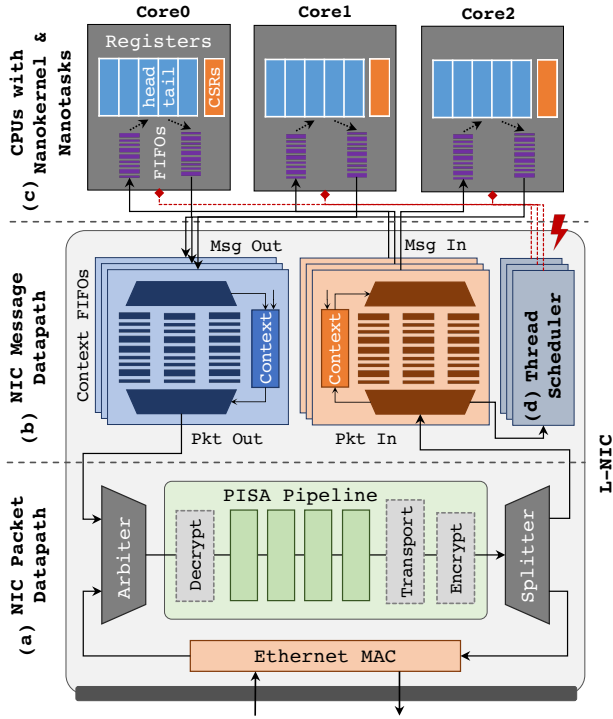 Core0
Core1
Core2
(c) CPUs with
Nanokernel &
Nanotasks
Registers
head
tail
CSRs
FIFOs
(b) NIC Message
Datapath
Msg Out
Msg In
Context FIFOs
Context
Context
(d) Thread
Scheduler
Pkt Out
Pkt In
L-NIC
(a) NIC Packet
Datapath
PISA Pipeline
Arbiter
Decrypt
Transport
Encrypt
Splitter
Ethernet MAC